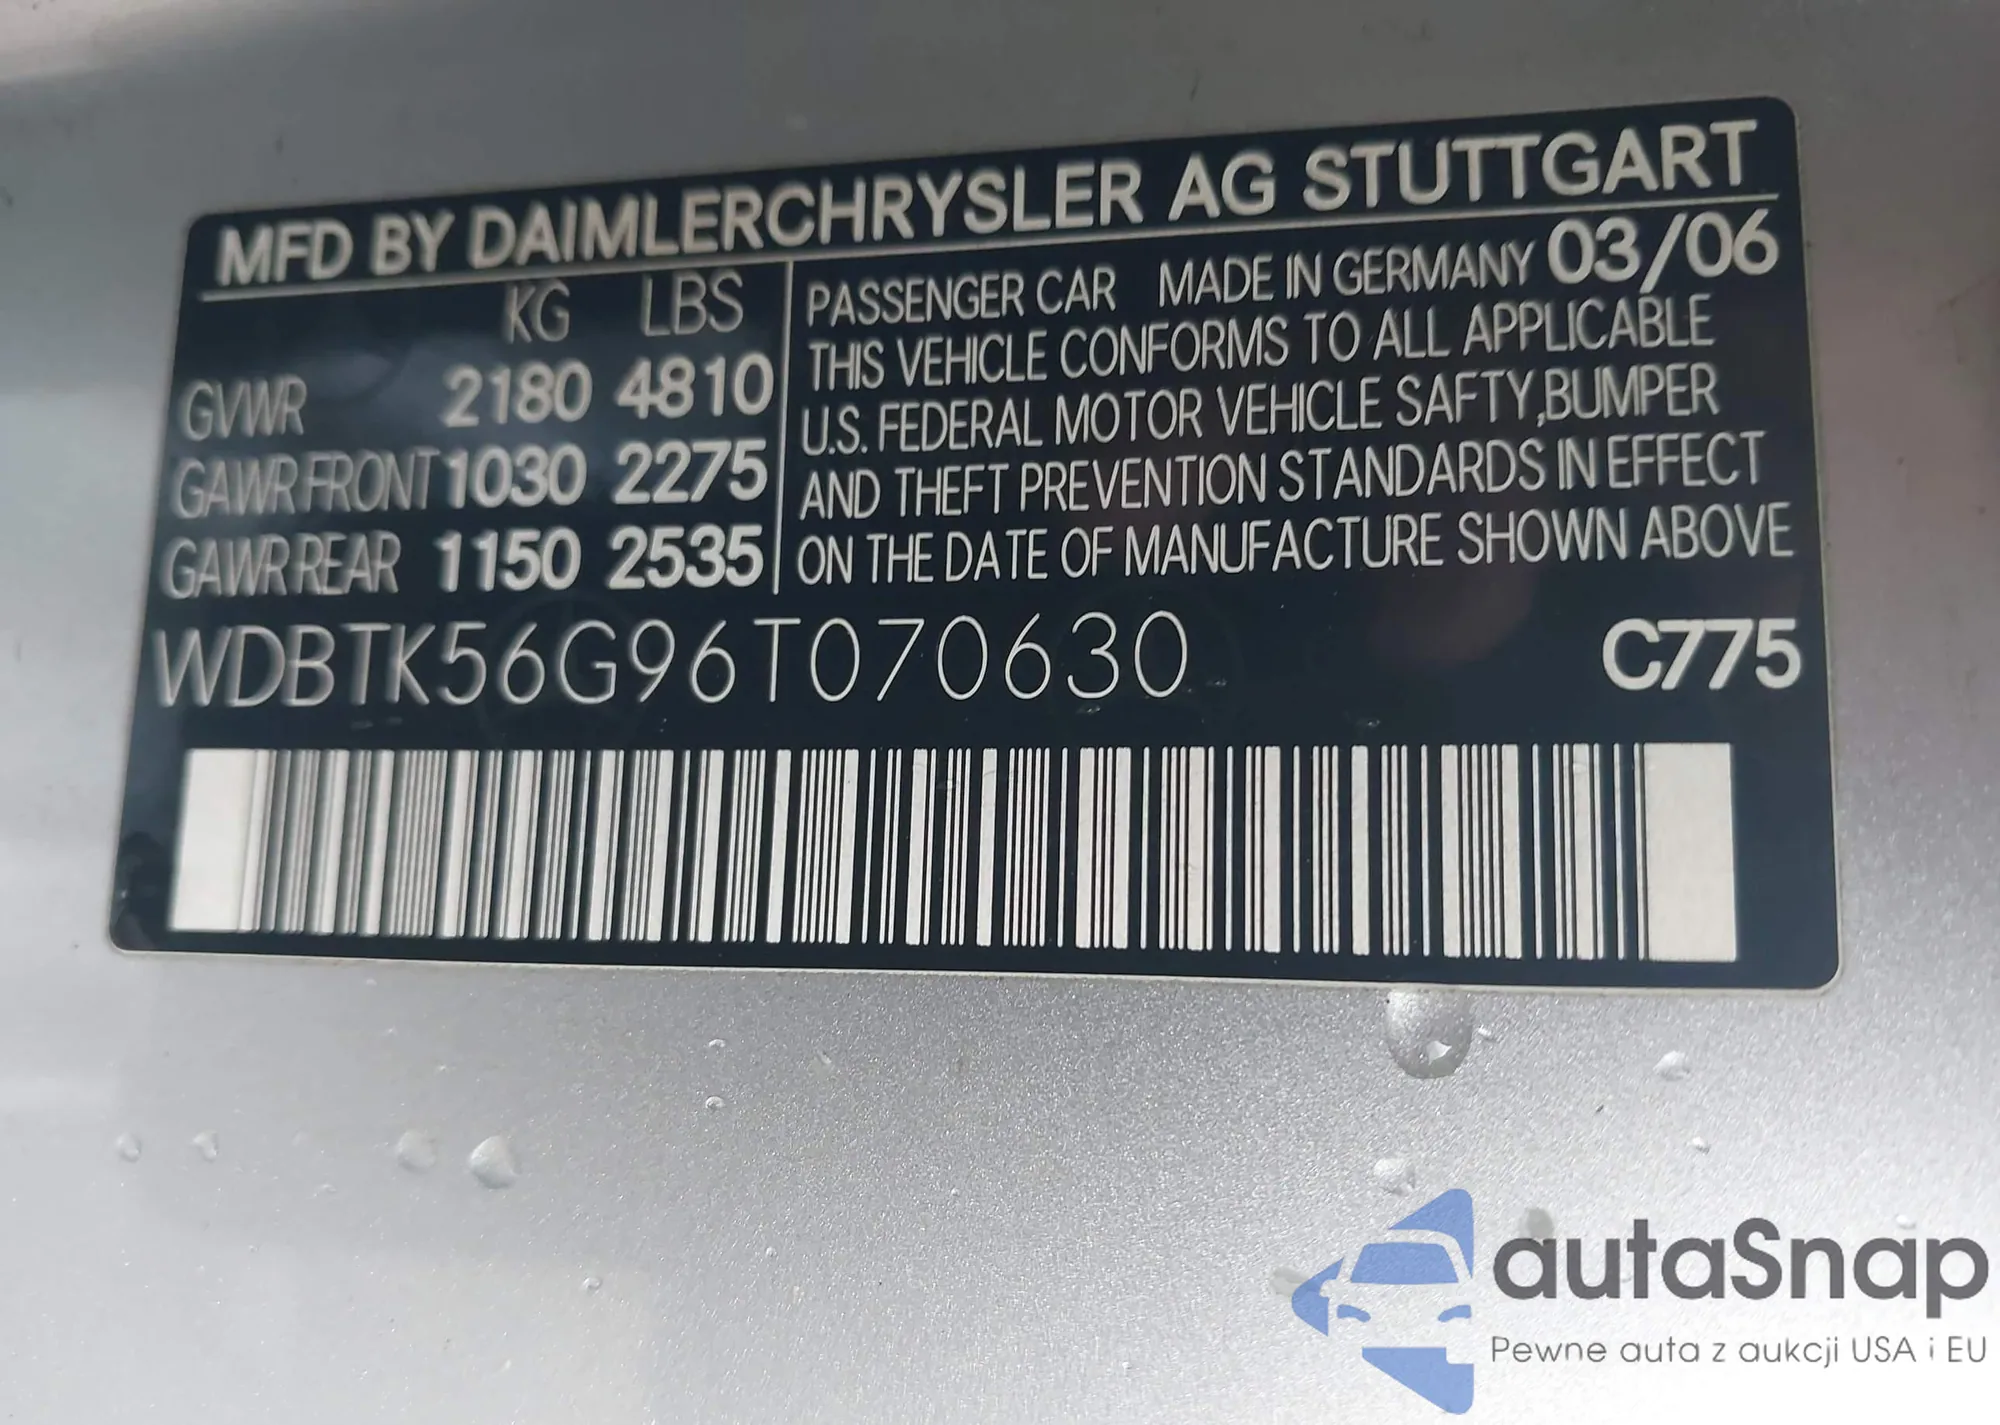 MFD BY DAIMLERCHRYSLER AG STUTTGART
KG LBS
GVWR 2180 4810
GAWR FRONT 1030 2275
GAWR REAR 1150 2535
PASSENGER CAR MADE IN GERMANY 03/06
THIS VEHICLE CONFORMS TO ALL APPLICABLE
U.S. FEDERAL MOTOR VEHICLE SAFTY,BUMPER
AND THEFT PREVENTION STANDARDS IN EFFECT
ON THE DATE OF MANUFACTURE SHOWN ABOVE
WDBTK56G96T070630 C775
autaSnap
Pewne auta z aukcji USA i EU